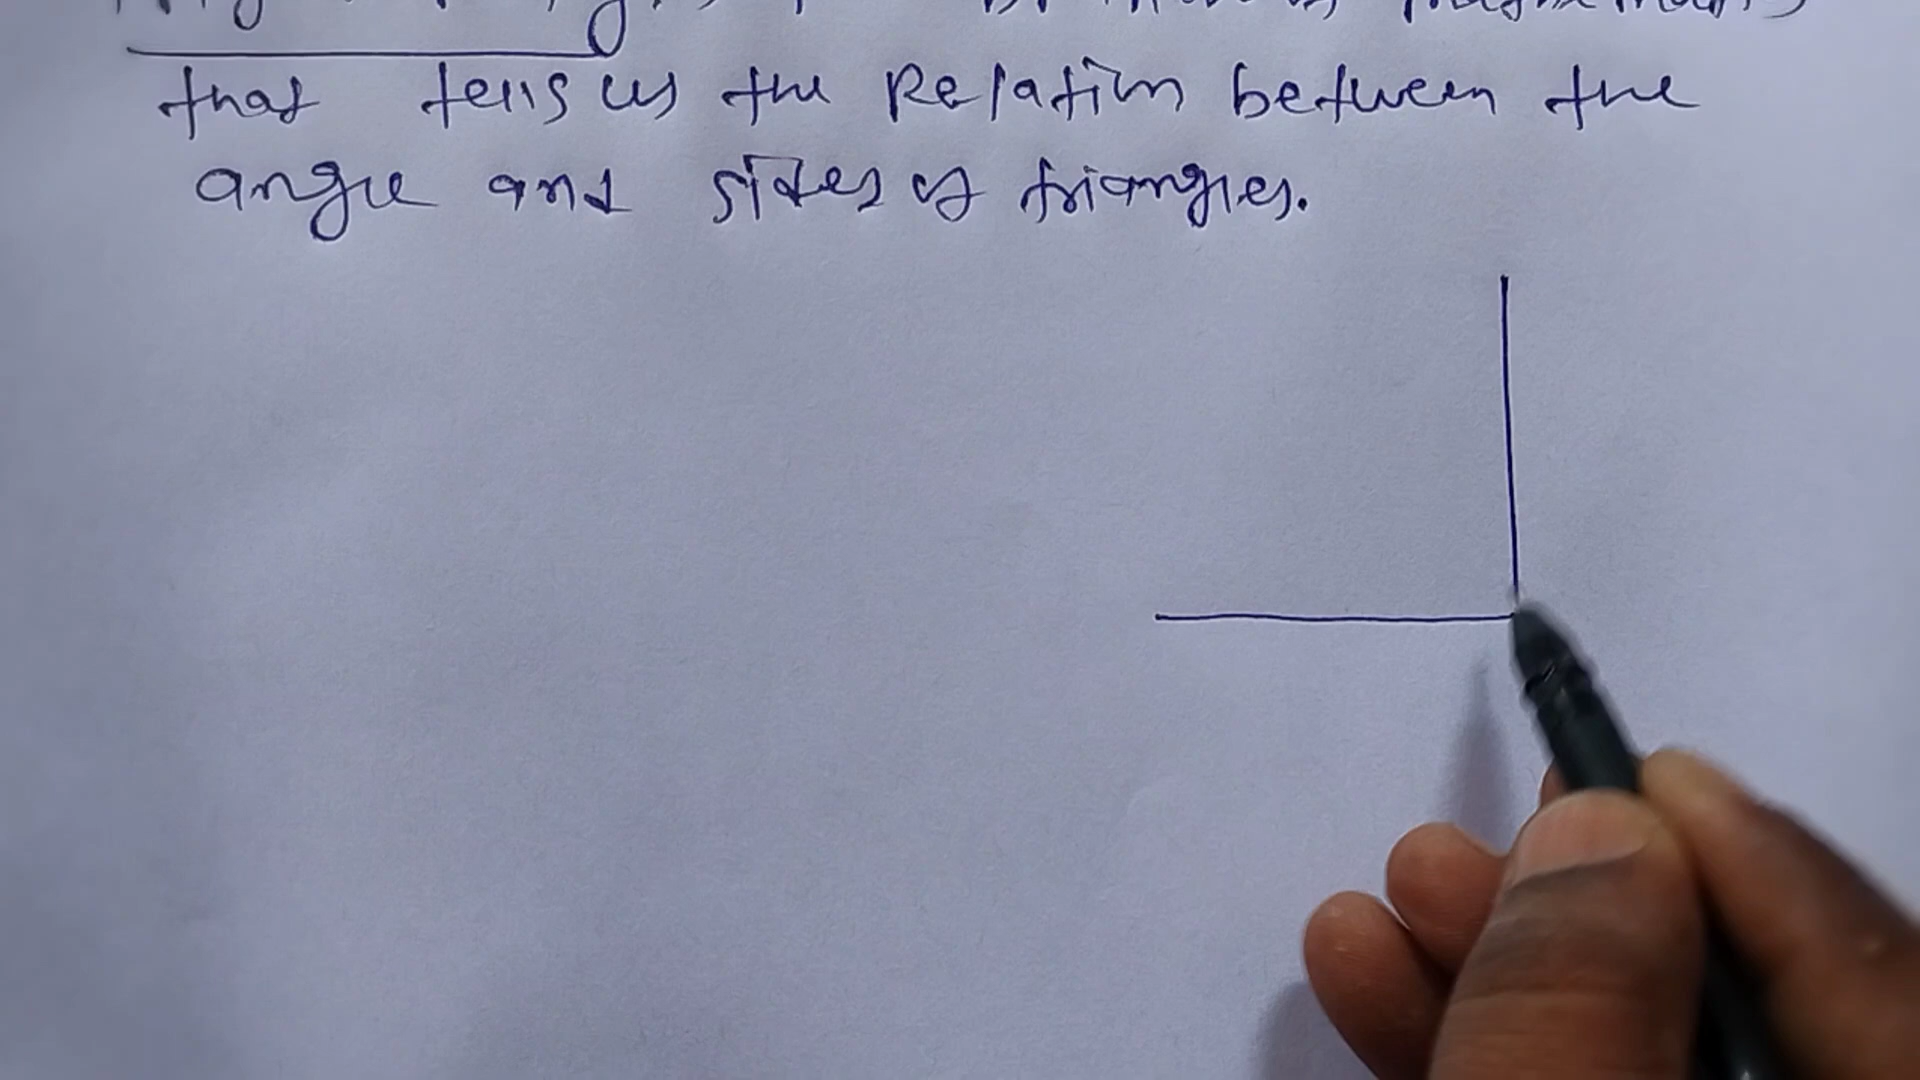 that tells us the Relation between the
angle and sides of triangles.